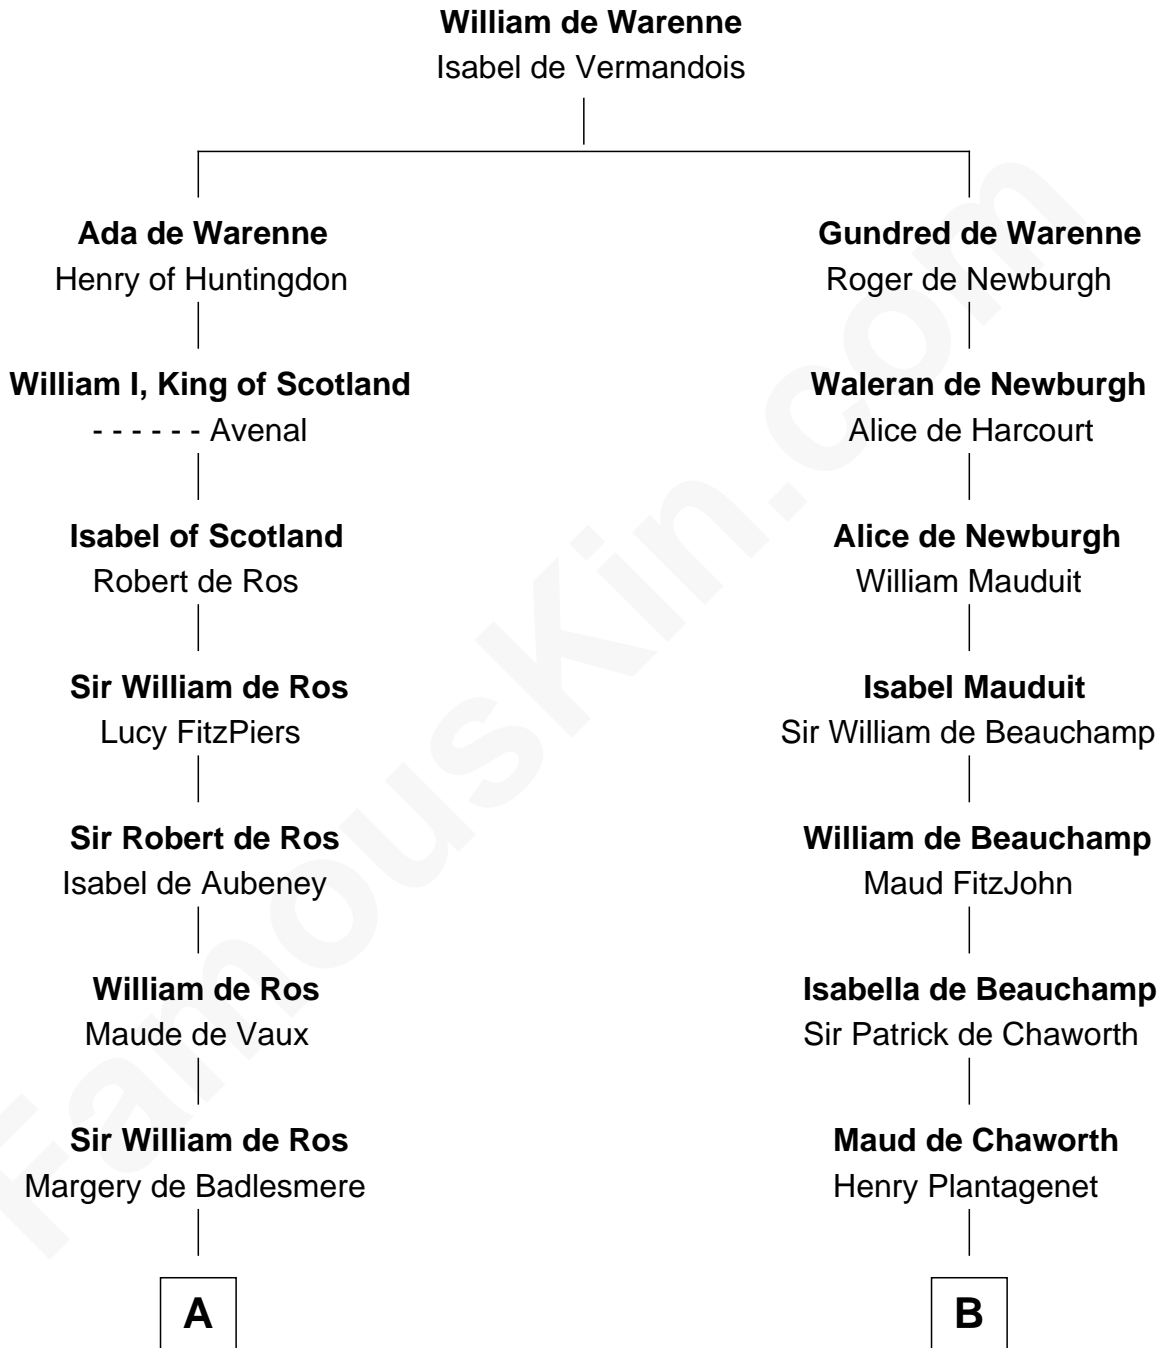 William de Warenne
Isabel de Vermandois
Ada de Warenne
Henry of Huntingdon
Gundred de Warenne
Roger de Newburgh
William I, King of Scotland
- - - - - - Avenal
Waleran de Newburgh
Alice de Harcourt
Isabel of Scotland
Robert de Ros
Alice de Newburgh
William Mauduit
Sir William de Ros
Lucy FitzPiers
Isabel Mauduit
Sir William de Beauchamp
Sir Robert de Ros
Isabel de Aubeney
William de Beauchamp
Maud FitzJohn
William de Ros
Maude de Vaux
Isabella de Beauchamp
Sir Patrick de Chaworth
Sir William de Ros
Margery de Badlesmere
Maud de Chaworth
Henry Plantagenet
A
B
FamousKin.com